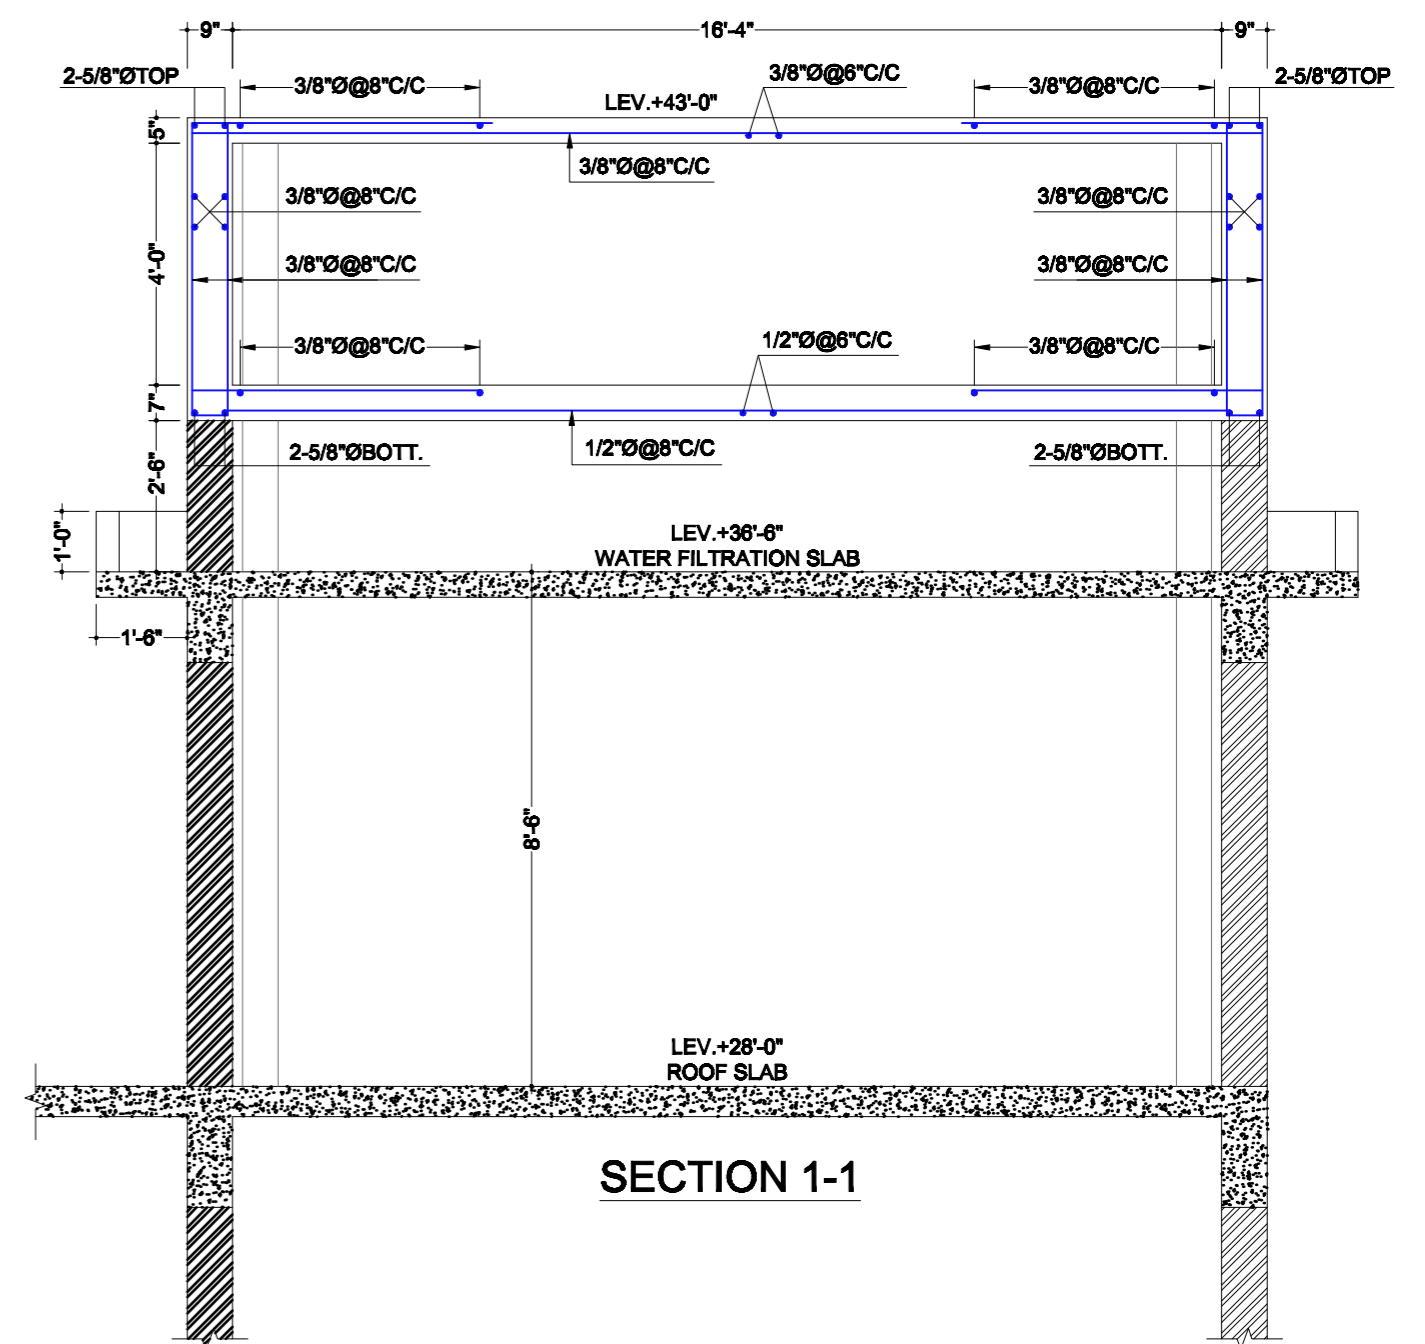 9"
16'-4"
9"
2-5/8"ØTOP
3/8"Ø@8"C/C
3/8"Ø@6"C/C
3/8"Ø@8"C/C
2-5/8"ØTOP
LEV.+43'-0"
5"
3/8"Ø@8"C/C
3/8"Ø@8"C/C
3/8"Ø@8"C/C
4'-0"
3/8"Ø@8"C/C
3/8"Ø@8"C/C
3/8"Ø@8"C/C
1/2"Ø@6"C/C
3/8"Ø@8"C/C
7"
2-5/8"ØBOTT.
1/2"Ø@8"C/C
2-5/8"ØBOTT.
2'-6"
1'-0"
LEV.+36'-6"
WATER FILTRATION SLAB
1'-6"
8'-6"
LEV.+28'-0"
ROOF SLAB
SECTION 1-1